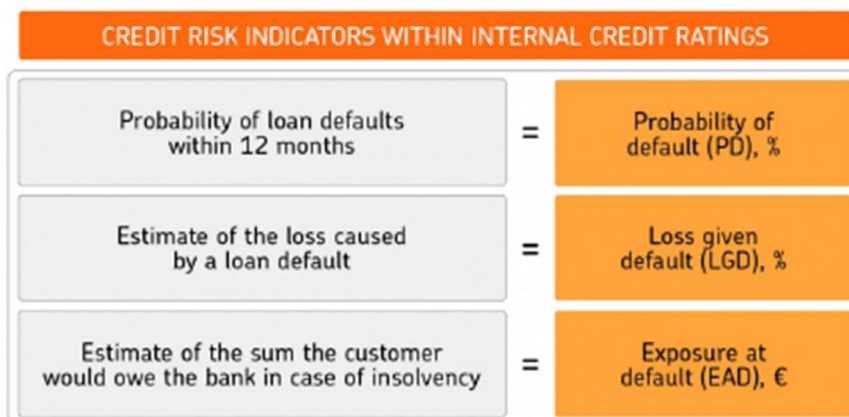 CREDIT RISK INDICATORS WITHIN INTERNAL CREDIT RATINGS
Probability of loan defaults
within 12 months
=
Probability of
default (PD), %
Estimate of the loss caused
by a loan default
=
Loss given
default (LGD), %
Estimate of the sum the customer
would owe the bank in case of insolvency
=
Exposure at
default (EAD), €